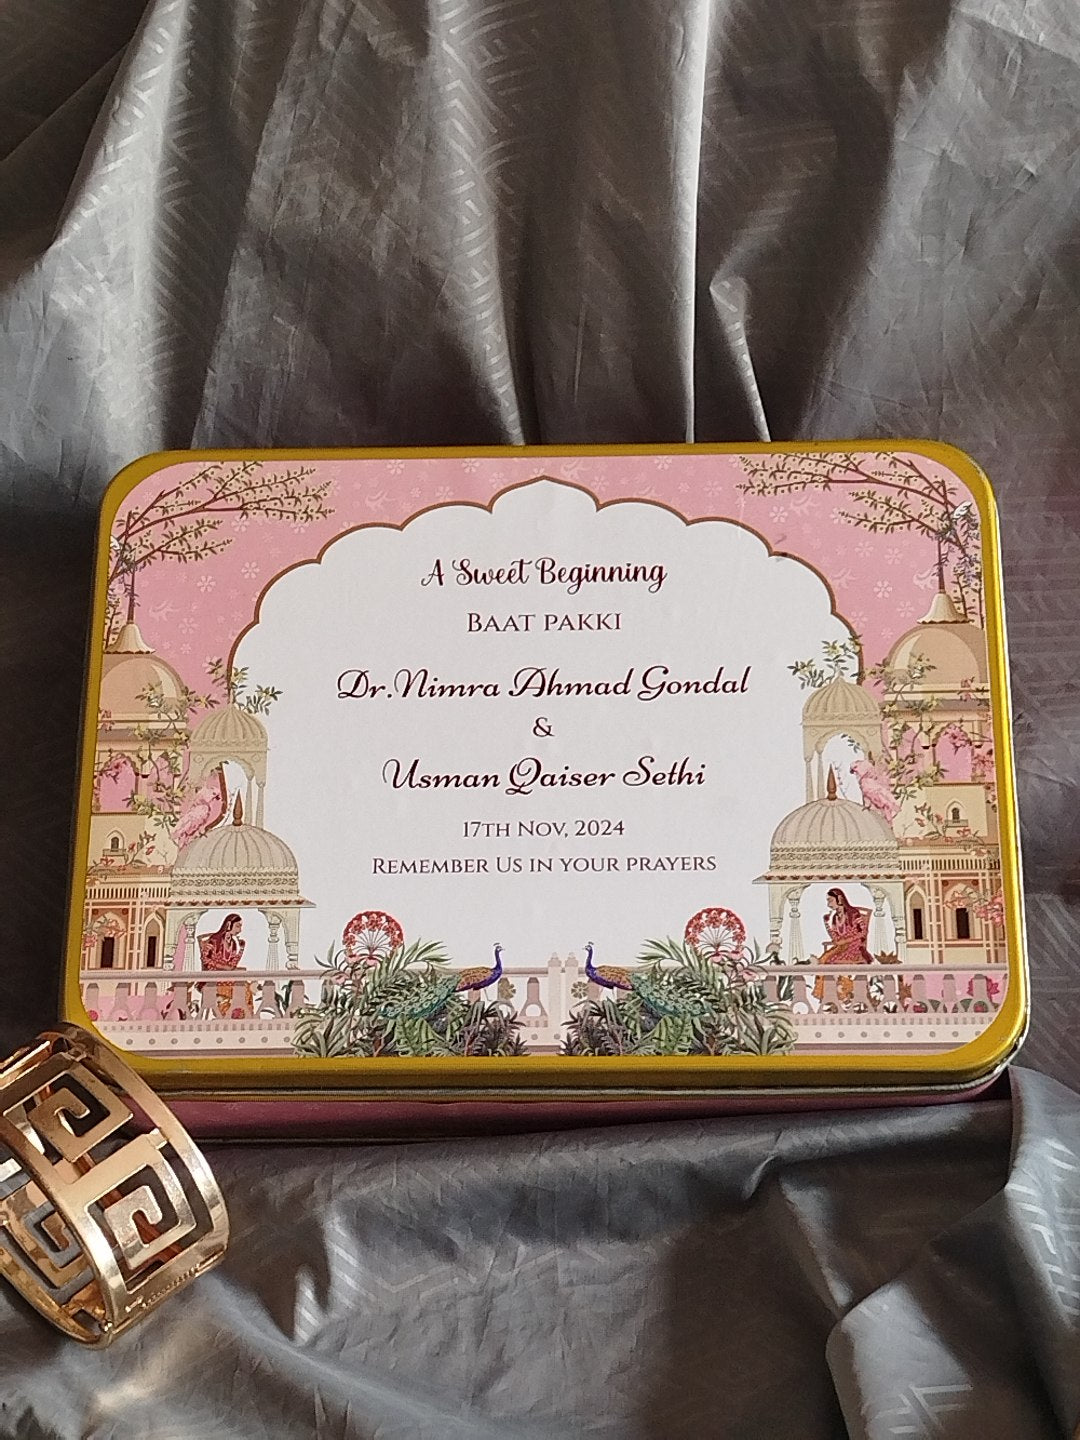 A Sweet Beginning
BAAT PAKKI
Dr.Nimra Ahmad Gondal
&
Usman Qaiser Sethi
17TH NOV, 2024
REMEMBER US IN YOUR PRAYERS